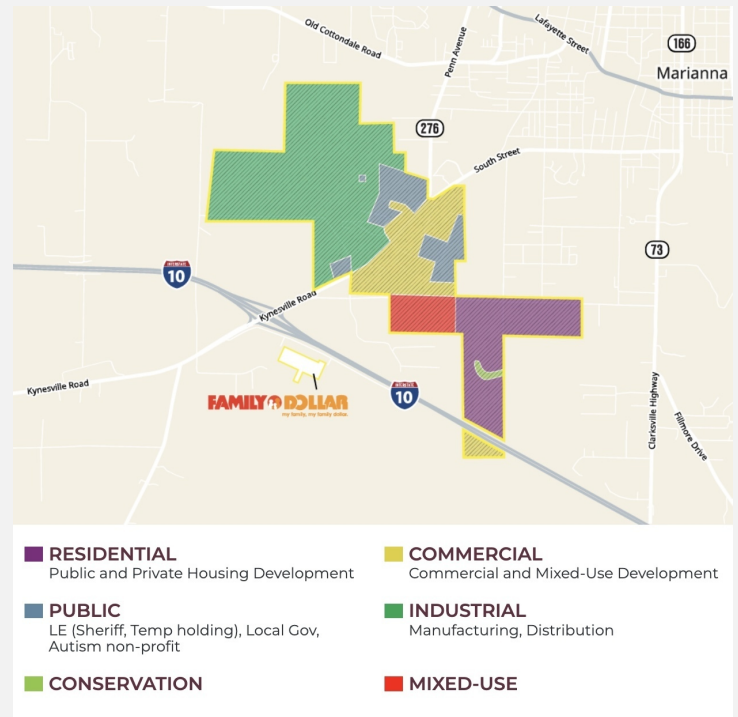 Old Cottondale Road
Penn Avenue
Lafayette Street
166
Marianna
276
South Street
73
INTERSTATE
10
Kynesville Road
Kynesville Road
FAMILY DOLLAR
my family, my family dollar.
INTERSTATE
10
Clarksville Highway
Fillmore Drive
RESIDENTIAL
Public and Private Housing Development
COMMERCIAL
Commercial and Mixed-Use Development
PUBLIC
LE (Sheriff, Temp holding), Local Gov,
Autism non-profit
INDUSTRIAL
Manufacturing, Distribution
CONSERVATION
MIXED-USE